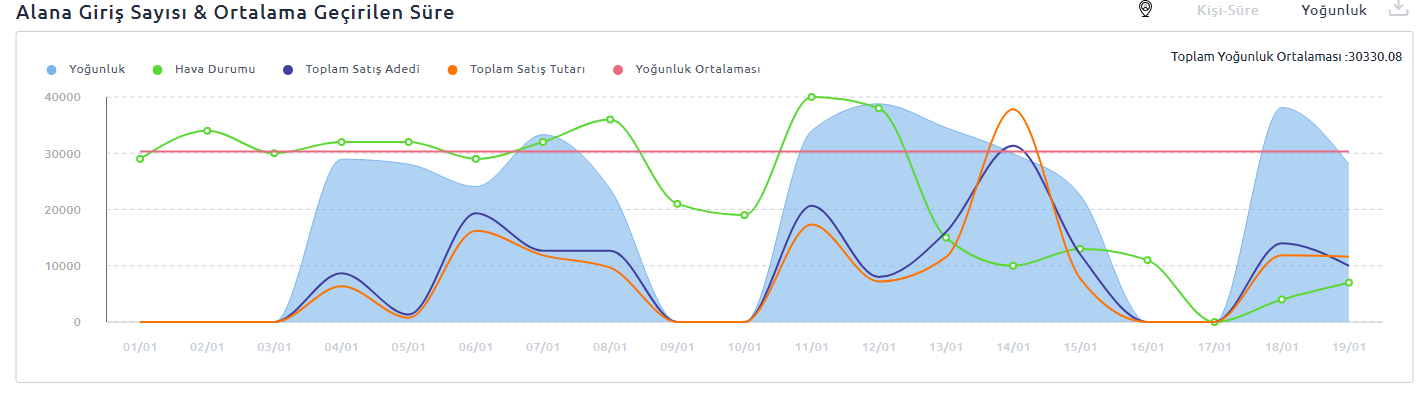 Alana Giriş Sayısı & Ortalama Geçirilen Süre
Kişi-Süre Yoğunluk
Toplam Yoğunluk Ortalaması :30330.08
Yoğunluk Hava Durumu Toplam Satış Adedi Toplam Satış Tutarı Yoğunluk Ortalaması
40000
30000
20000
10000
0
01/01 02/01 03/01 04/01 05/01 06/01 07/01 08/01 09/01 10/01 11/01 12/01 13/01 14/01 15/01 16/01 17/01 18/01 19/01